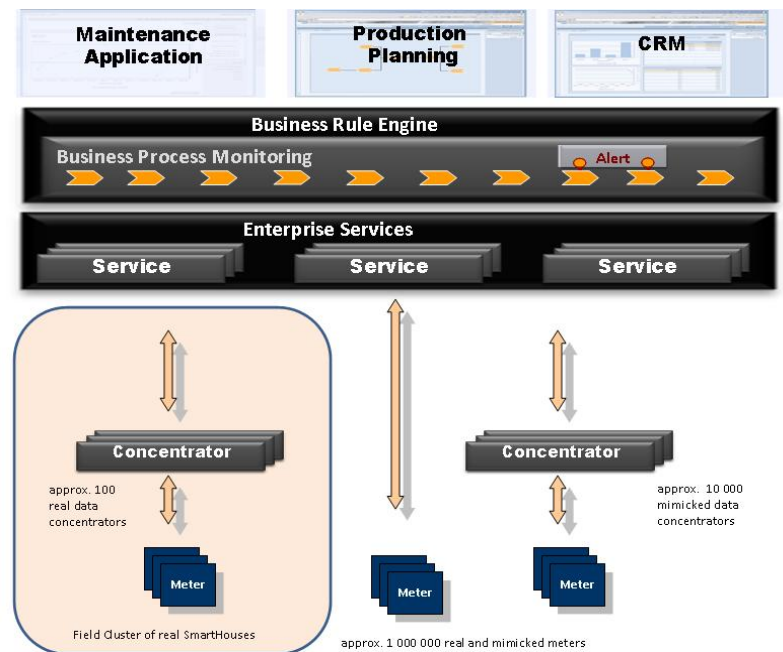 Maintenance
Application
Production
Planning
CRM
Business Rule Engine
Business Process Monitoring
Alert
Enterprise Services
Service
Service
Service
Concentrator
Concentrator
approx. 100
real data
concentrators
approx. 10 000
mimicked data
concentrators
Meter
Meter
Meter
Field Cluster of real SmartHouses
approx. 1 000 000 real and mimicked meters